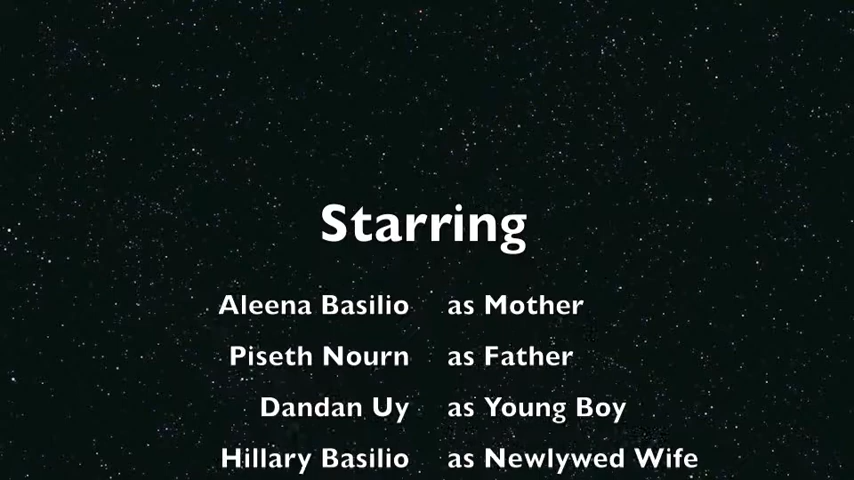 Starring
Aleena Basilio as Mother
Piseth Nourn as Father
Dandan Uy as Young Boy
Hillary Basilio as Newlywed Wife